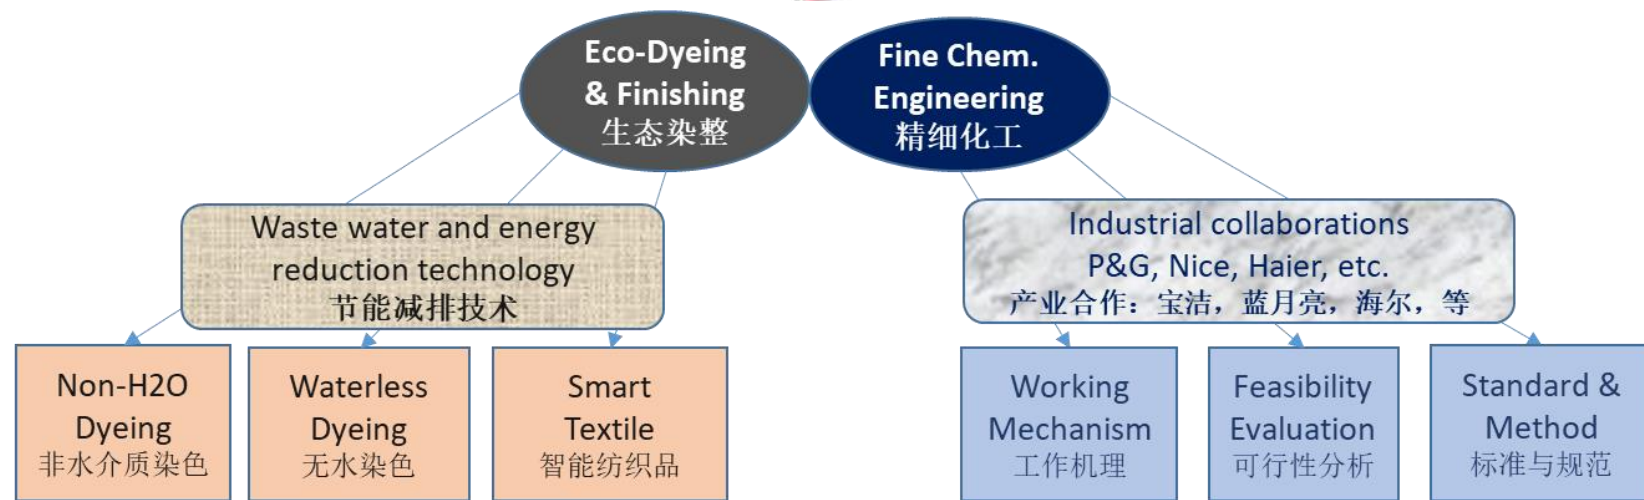 Eco-Dyeing
& Finishing
生态染整
Fine Chem.
Engineering
精细化工
Waste water and energy
reduction technology
节能减排技术
Industrial collaborations
P&G, Nice, Haier, etc.
产业合作：宝洁，蓝月亮，海尔，等
Non-H2O
Dyeing
非水介质染色
Waterless
Dyeing
无水染色
Smart
Textile
智能纺织品
Working
Mechanism
工作机理
Feasibility
Evaluation
可行性分析
Standard &
Method
标准与规范